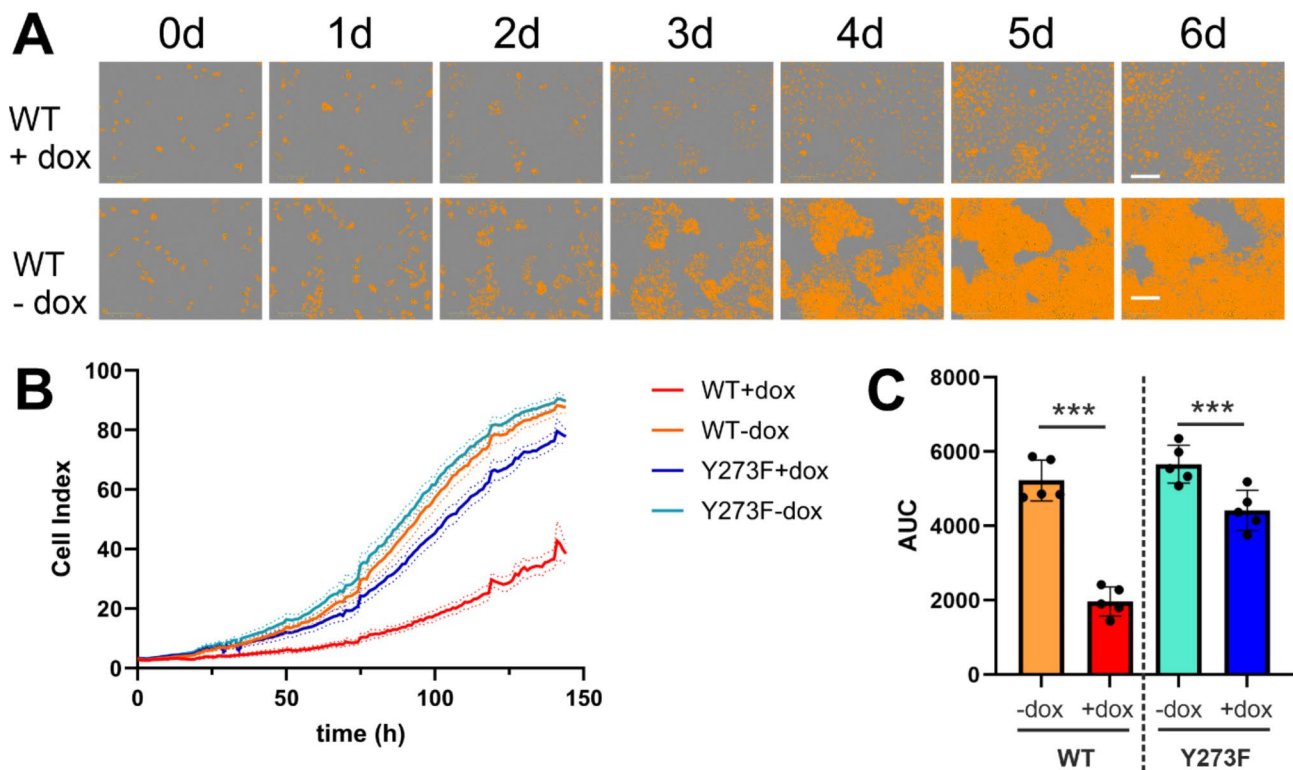 A
0d 1d 2d 3d 4d 5d 6d
WT
+ dox
WT
- dox
B
100
80
60
40
20
0
Cell Index
0 50 100 150
time (h)
WT+dox
WT-dox
Y273F+dox
Y273F-dox
C
8000
6000
4000
2000
0
AUC
*** ***
-dox +dox -dox +dox
WT Y273F